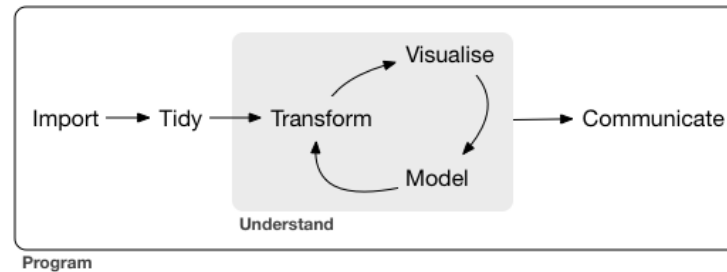 Visualise
Import
Tidy
Transform
Communicate
Model
Understand
Program